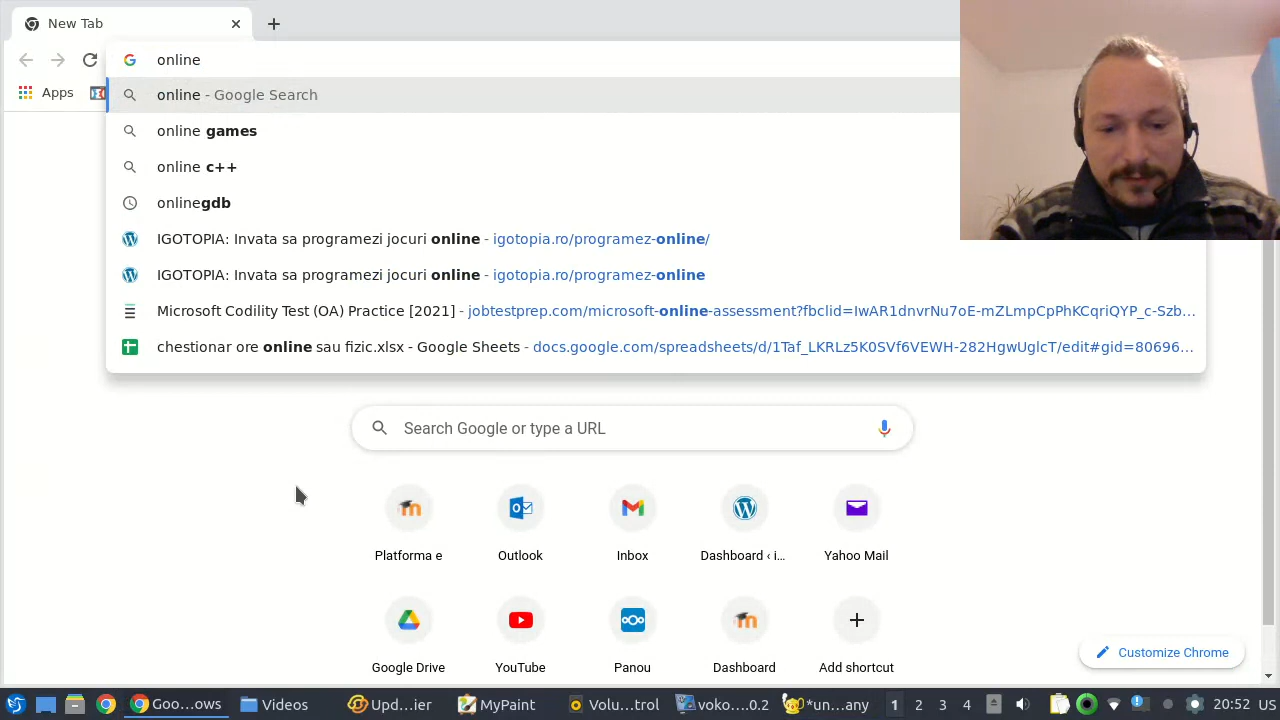 New Tab
online
Apps
online - Google Search
online games
online c++
onlinegdb
IGOTOPIA: Invata sa programezi jocuri online - igotopia.ro/programez-online/
IGOTOPIA: Invata sa programezi jocuri online - igotopia.ro/programez-online
Microsoft Codility Test (OA) Practice [2021] - jobtestprep.com/microsoft-online-assessment?fbclid=IwAR1dnvrNu7oE-mZLmpCpPhKCqriQYP_c-Szb...
chestionar ore online sau fizic.xlsx - Google Sheets - docs.google.com/spreadsheets/d/1Taf_LKRLz5K0SVf6VEWH-282HgwUglcT/edit#gid=80696...
Search Google or type a URL
Platforma e
Outlook
Inbox
Dashboard ‹ i...
Yahoo Mail
Google Drive
YouTube
Panou
Dashboard
Add shortcut
Customize Chrome
Goo...ows
Videos
Upd...ier
MyPaint
Volu...trol
voko...0.2
*un...any
1 2 3 4
20:52 US